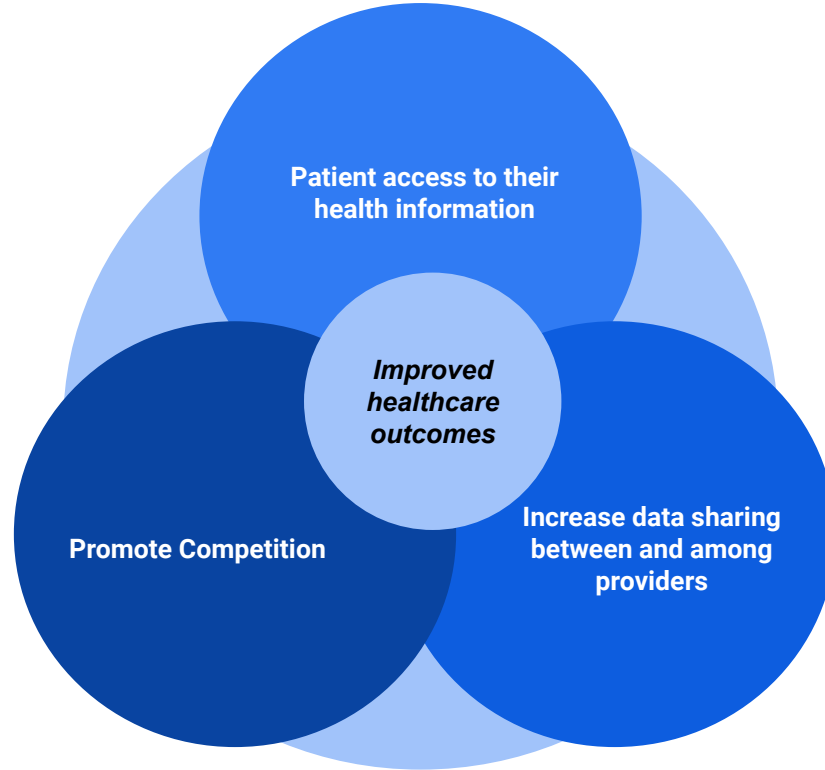 Patient access to their
health information
Improved
healthcare
outcomes
Promote Competition
Increase data sharing
between and among
providers